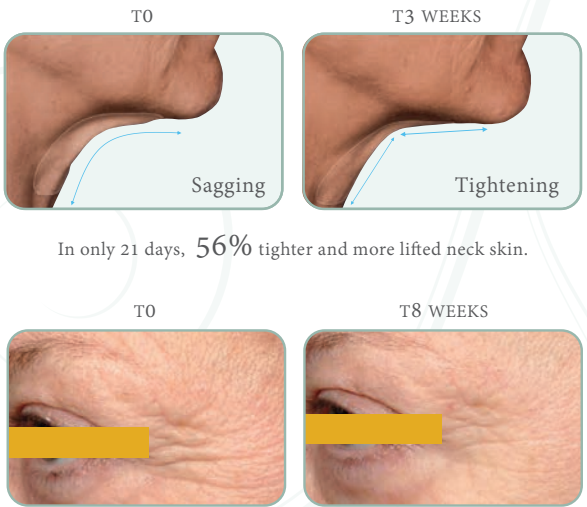 T0
T3 WEEKS
Sagging
Tightening
In only 21 days, 56% tighter and more lifted neck skin.
T0
T8 WEEKS